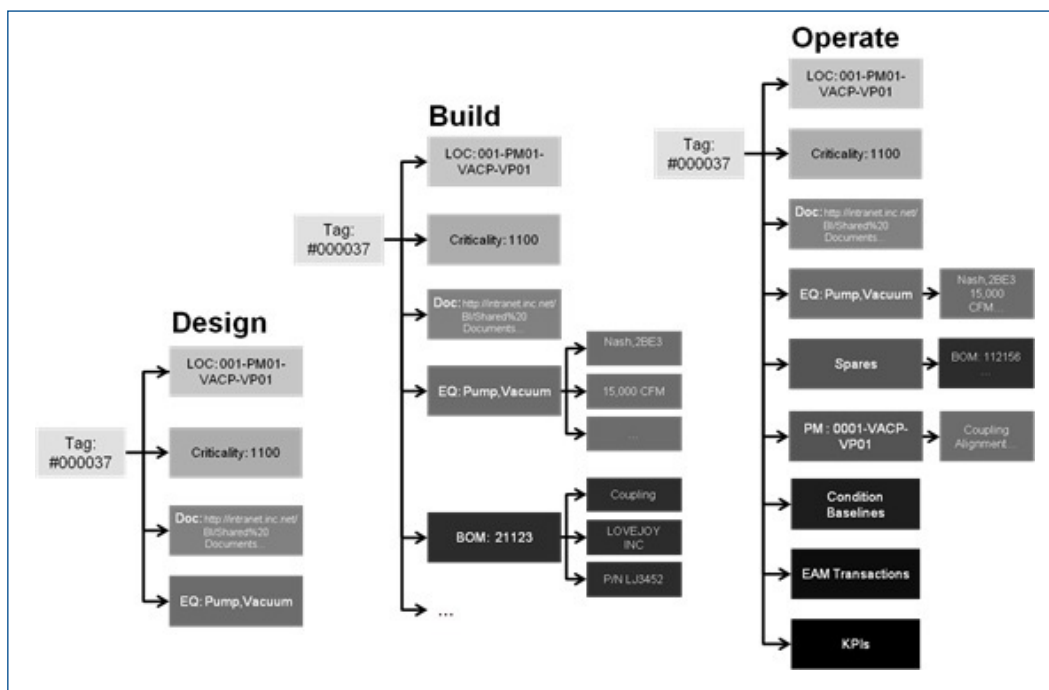 Design
Tag:
#000037
LOC:001-PM01-
VACP-VP01
Criticality:1100
Doc:http://intranet.inc.net/
BI/Shared%20
Documents...
EQ:Pump,Vacuum
Build
Tag:
#000037
LOC:001-PM01-
VACP-VP01
Criticality:1100
Doc:http://intranet.inc.net/
BI/Shared%20
Documents...
EQ:Pump,Vacuum
Nash,2BE3
15,000 CFM
...
BOM: 21123
Coupling
LOVEJOY
INC
P/N LJ3452
...
Operate
Tag:
#000037
LOC:001-PM01-
VACP-VP01
Criticality:1100
Doc:http://intranet.inc.net/
BI/Shared%20
Documents...
EQ:Pump,Vacuum
Nash,2BE3
15,000
CFM...
Spares
BOM: 112156
...
PM : 0001-VACP-
VP01
Coupling
Alignment...
Condition
Baselines
EAM Transactions
KPIs